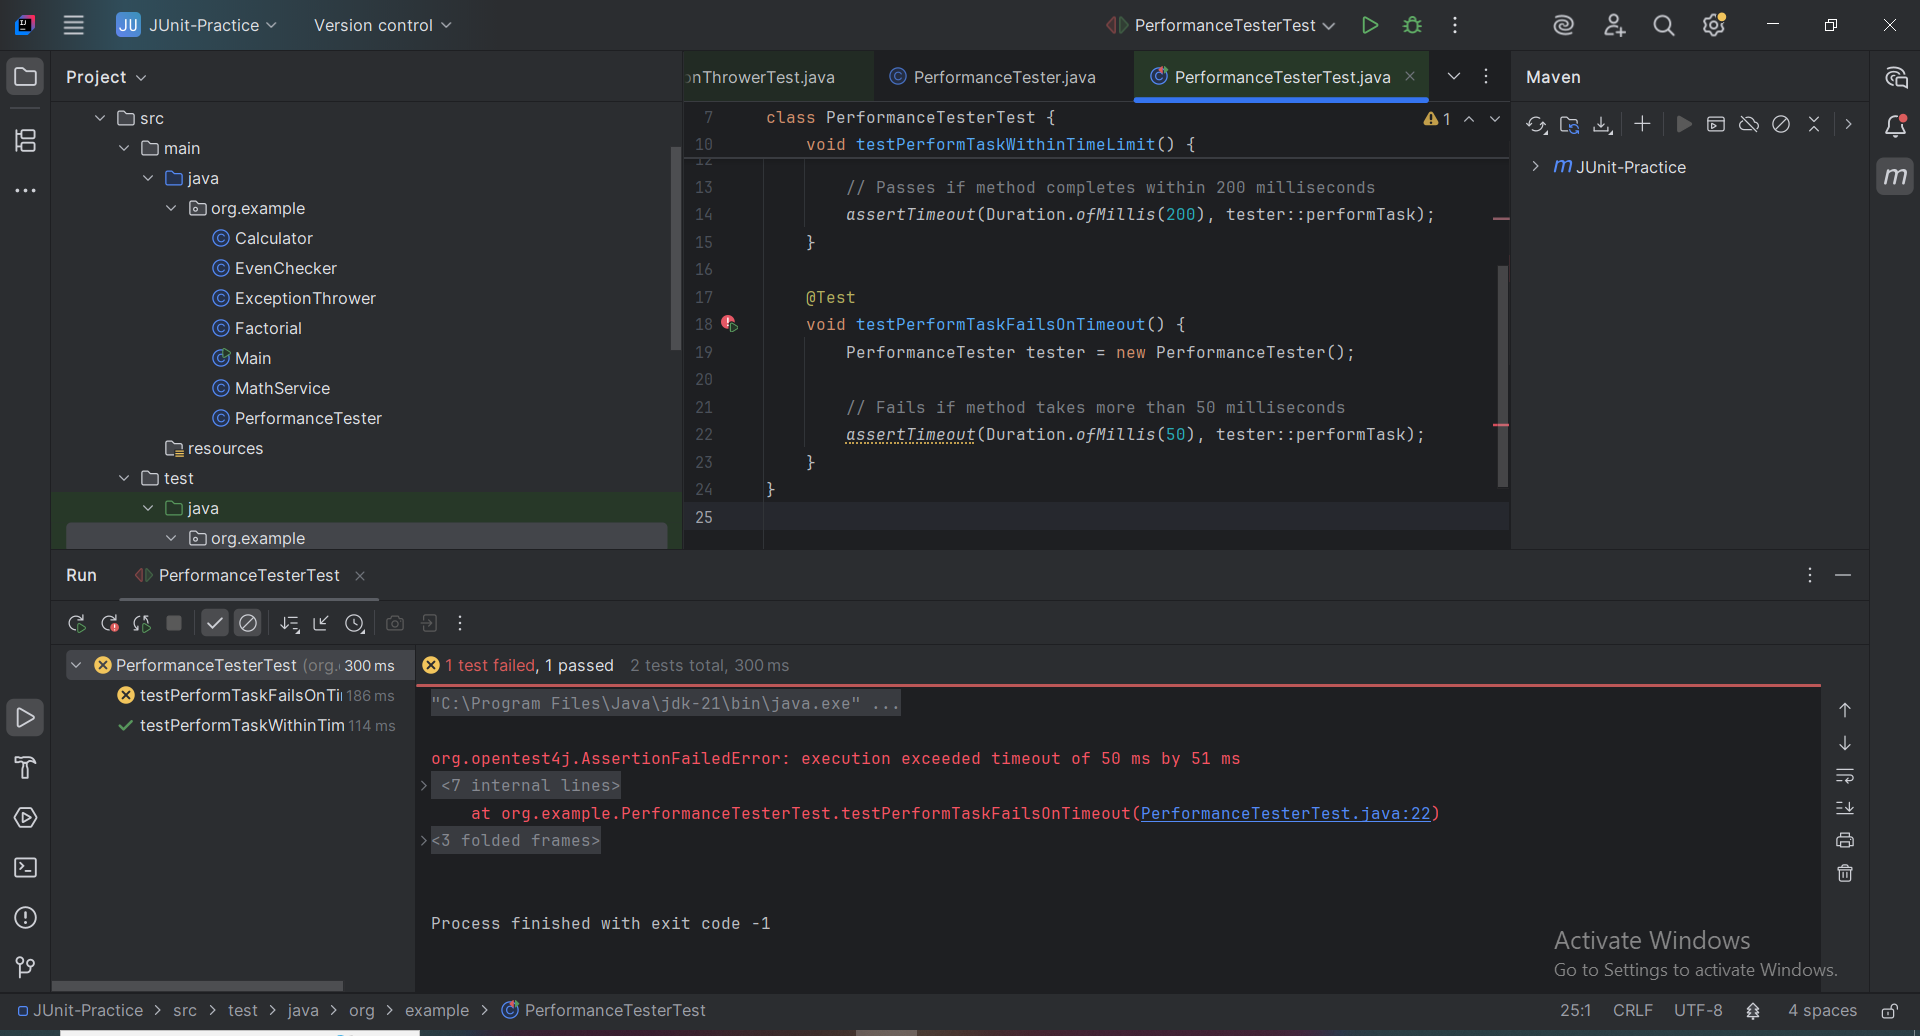 JU JUnit-Practice
Version control
PerformanceTesterTest
Project
onThrowerTest.java
PerformanceTester.java
PerformanceTesterTest.java
Maven
src
main
java
org.example
Calculator
EvenChecker
ExceptionThrower
Factorial
Main
MathService
PerformanceTester
resources
test
java
org.example
7 class PerformanceTesterTest {
1
10 void testPerformTaskWithinTimeLimit() {
12
13 // Passes if method completes within 200 milliseconds
14 assertTimeout(Duration.ofMillis(200), tester::performTask);
15 }
16
17 @Test
18 void testPerformTaskFailsOnTimeout() {
19 PerformanceTester tester = new PerformanceTester();
20
21 // Fails if method takes more than 50 milliseconds
22 assertTimeout(Duration.ofMillis(50), tester::performTask);
23 }
24 }
25
m JUnit-Practice
m
Run
PerformanceTesterTest
PerformanceTesterTest (org. 300 ms
testPerformTaskFailsOnTi 186 ms
testPerformTaskWithinTim 114 ms
1 test failed, 1 passed 2 tests total, 300 ms
"C:\Program Files\Java\jdk-21\bin\java.exe" ...
org.opentest4j.AssertionFailedError: execution exceeded timeout of 50 ms by 51 ms
<7 internal lines>
at org.example.PerformanceTesterTest.testPerformTaskFailsOnTimeout(PerformanceTesterTest.java:22)
<3 folded frames>
Process finished with exit code -1
Activate Windows
Go to Settings to activate Windows.
JUnit-Practice > src > test > java > org > example > PerformanceTesterTest
25:1 CRLF UTF-8 4 spaces